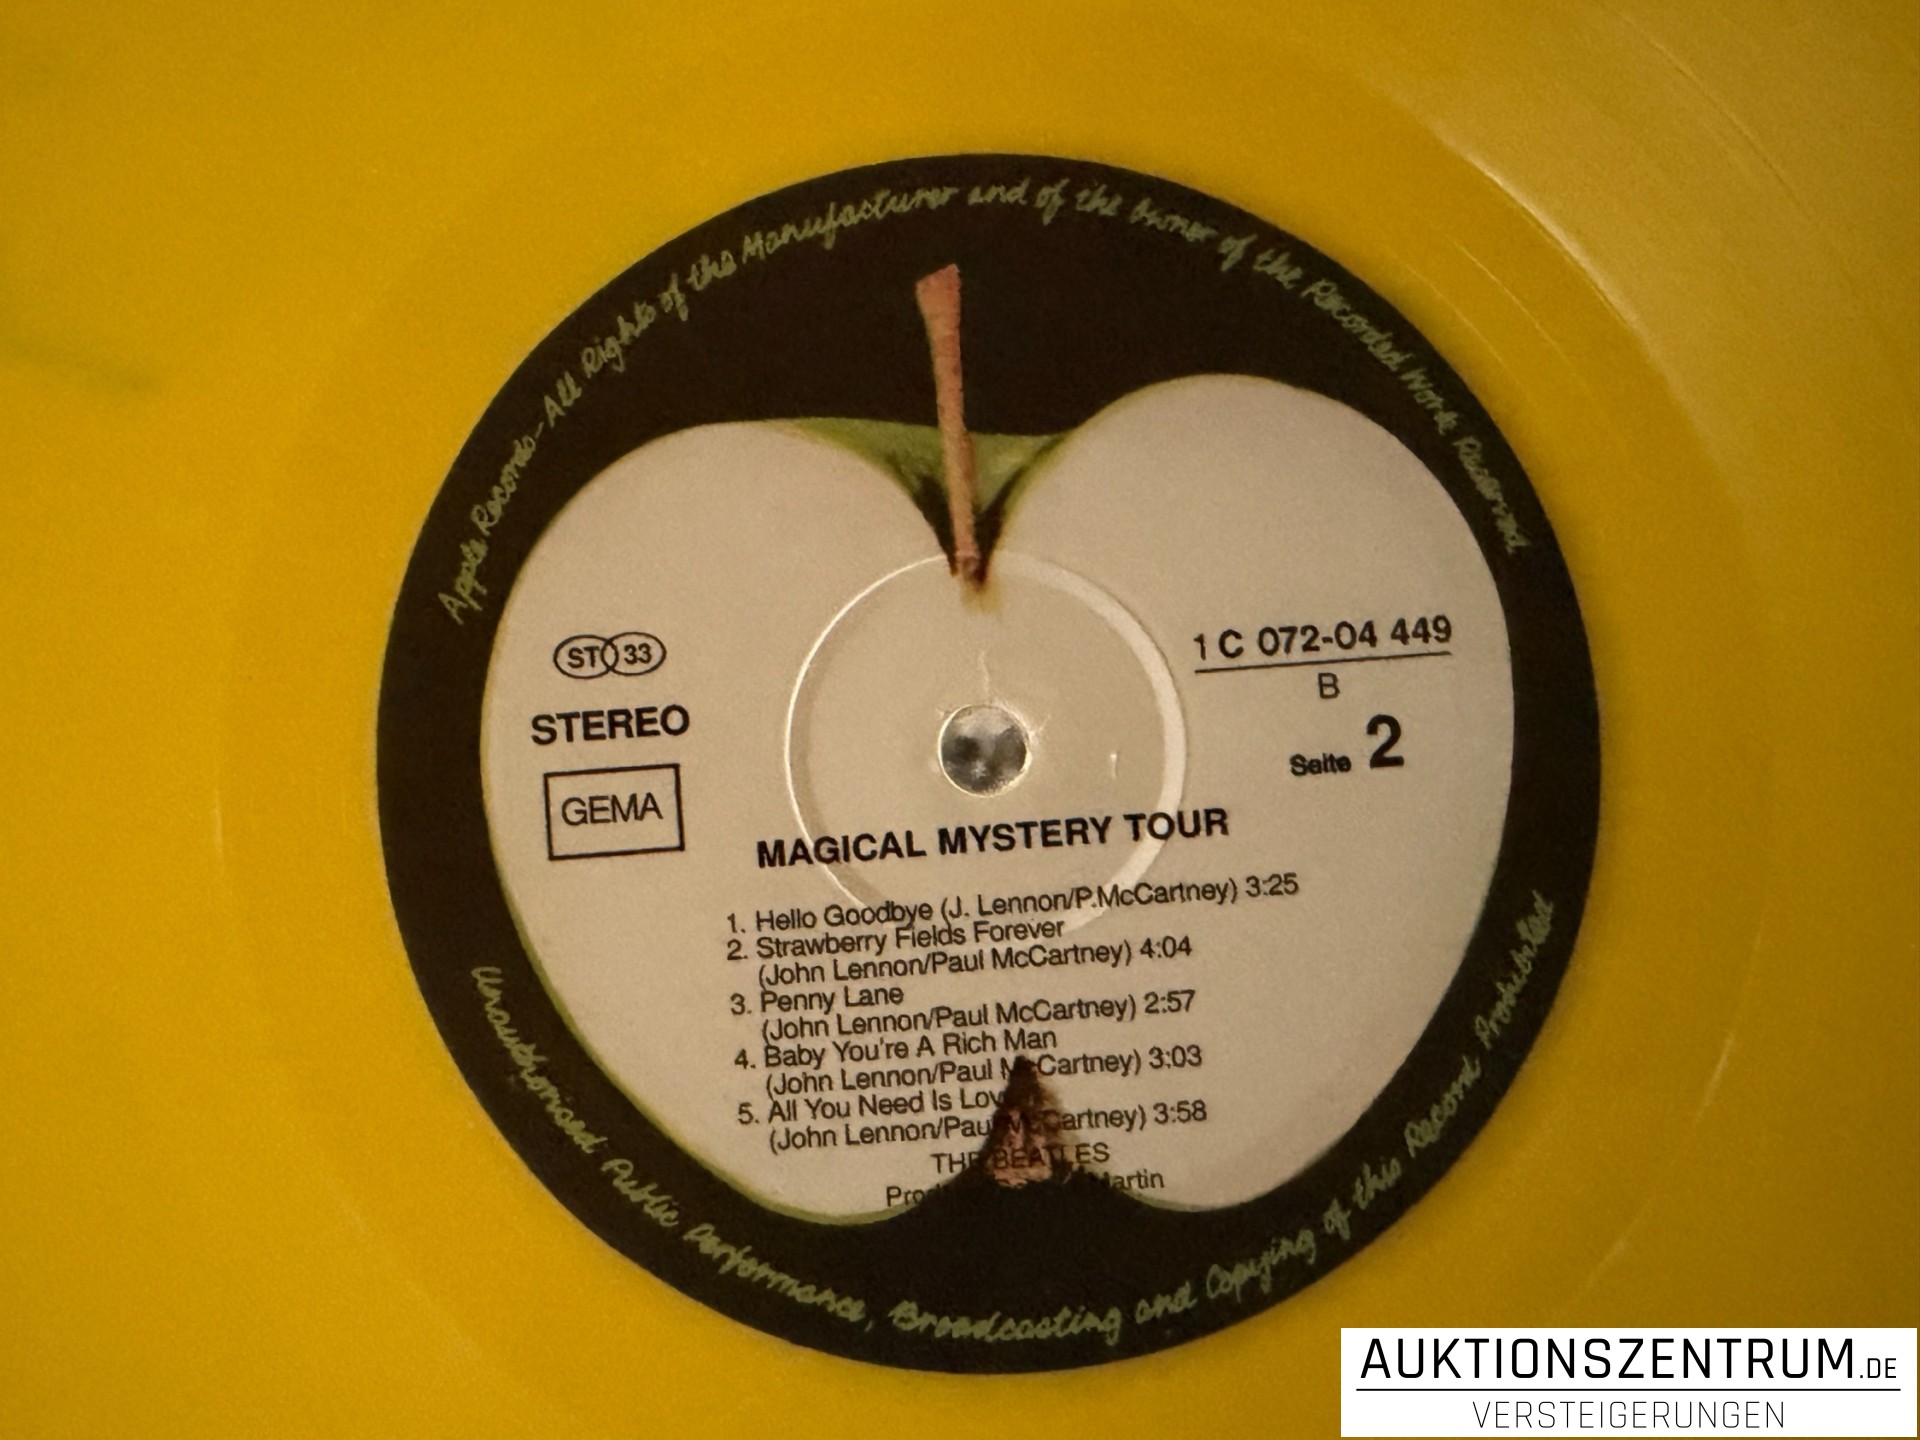 Apple Records-All Rights of the Manufacturer and of the Owner of the Recorded Work Reserved
ST 33
STEREO
GEMA
1 C 072-04 449
B
Seite 2
MAGICAL MYSTERY TOUR
1. Hello Goodbye (J. Lennon/P.McCartney) 3:25
2. Strawberry Fields Forever
(John Lennon/Paul McCartney) 4:04
3. Penny Lane
(John Lennon/Paul McCartney) 2:57
4. Baby You're A Rich Man
(John Lennon/Paul McCartney) 3:03
5. All You Need Is Love
(John Lennon/Paul McCartney) 3:58
THE BEATLES
Martin
Unauthorised Public Performance, Broadcasting and Copying of this Record Prohibited
AUKTIONSZENTRUM.DE
VERSTEIGERUNGEN